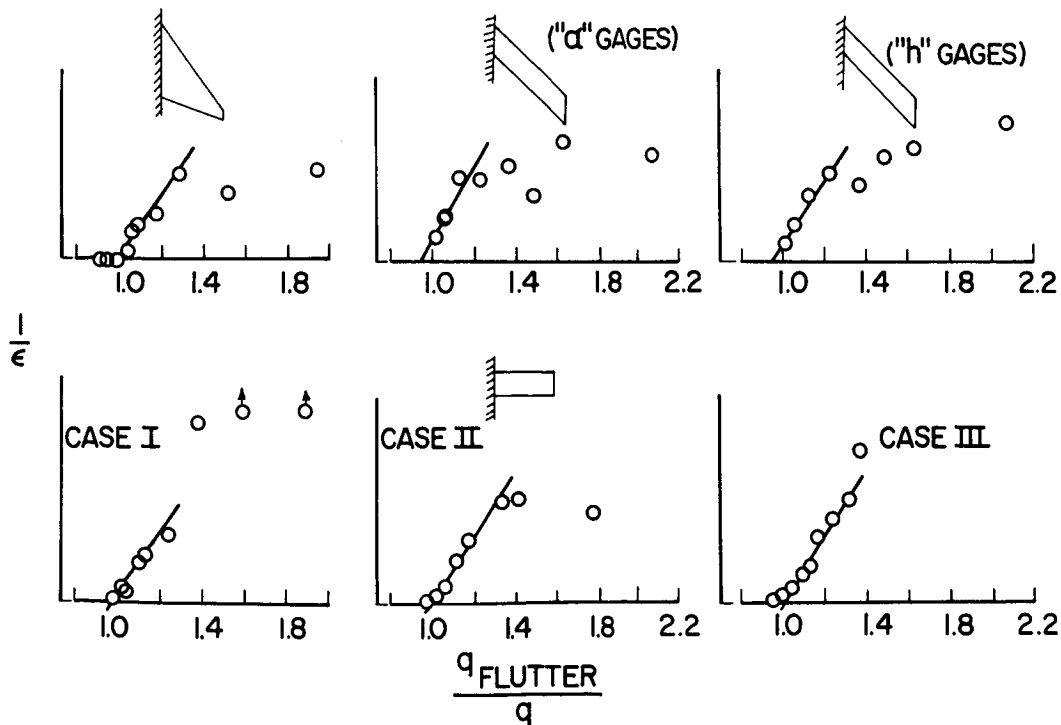 ("α" GAGES)
("h" GAGES)
1.0 1.4 1.8
1.0 1.4 1.8 2.2
1.0 1.4 1.8 2.2
1
ϵ
CASE I
CASE II
CASE III
1.0 1.4 1.8
1.0 1.4 1.8 2.2
1.0 1.4 1.8 2.2
q FLUTTER
q